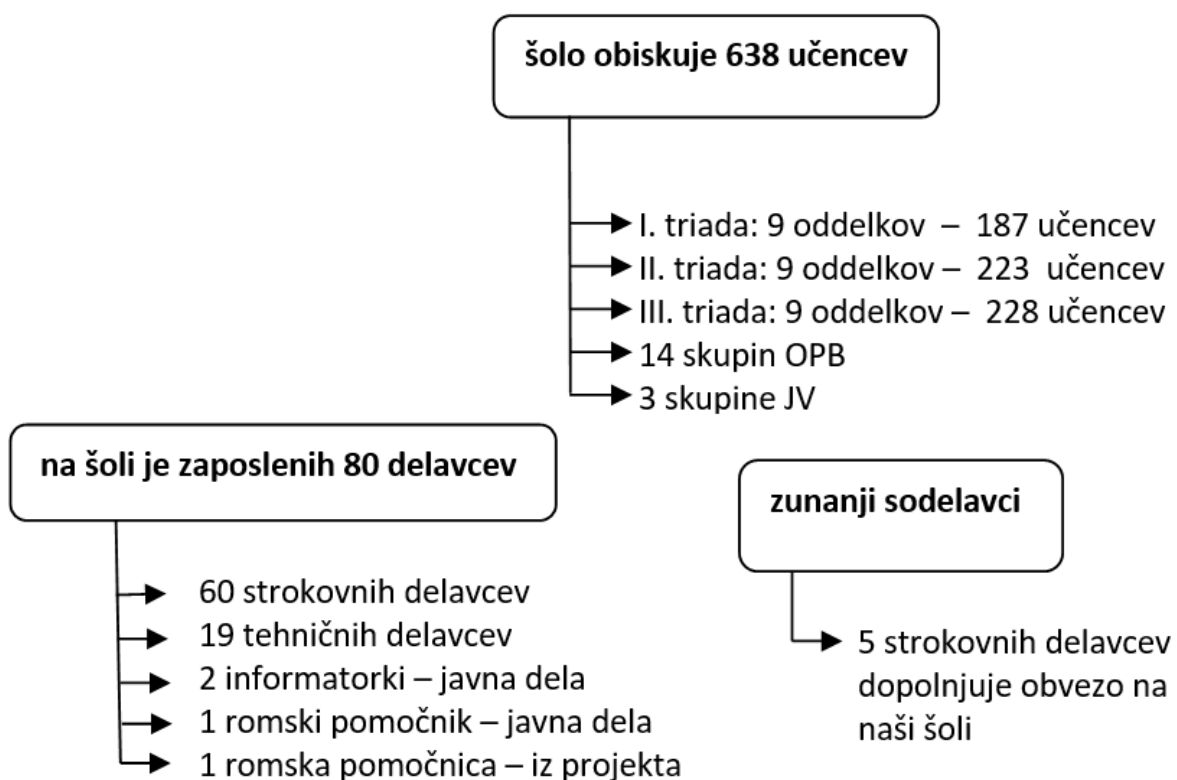 šolo obiskuje 638 učencev
I. triada: 9 oddelkov – 187 učencev
II. triada: 9 oddelkov – 223 učencev
III. triada: 9 oddelkov – 228 učencev
14 skupin OPB
3 skupine JV
na šoli je zaposlenih 80 delavcev
60 strokovnih delavcev
19 tehničnih delavcev
2 informatorki – javna dela
1 romski pomočnik – javna dela
1 romska pomočnica – iz projekta
zunanji sodelavci
5 strokovnih delavcev
dopolnjuje obvezo na
naši šoli